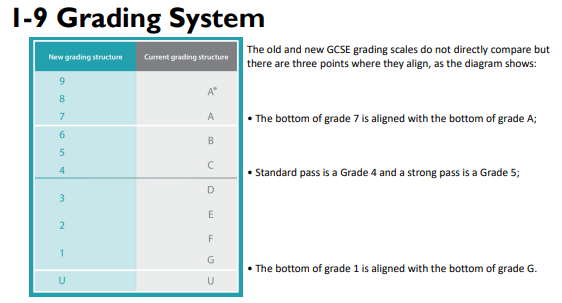 1-9 Grading System
New grading structure Current grading structure
9
8
7
6
5
4
3
2
1
U
A*
A
B
C
D
E
F
G
U
The old and new GCSE grading scales do not directly compare but
there are three points where they align, as the diagram shows:
• The bottom of grade 7 is aligned with the bottom of grade A;
• Standard pass is a Grade 4 and a strong pass is a Grade 5;
• The bottom of grade 1 is aligned with the bottom of grade G.